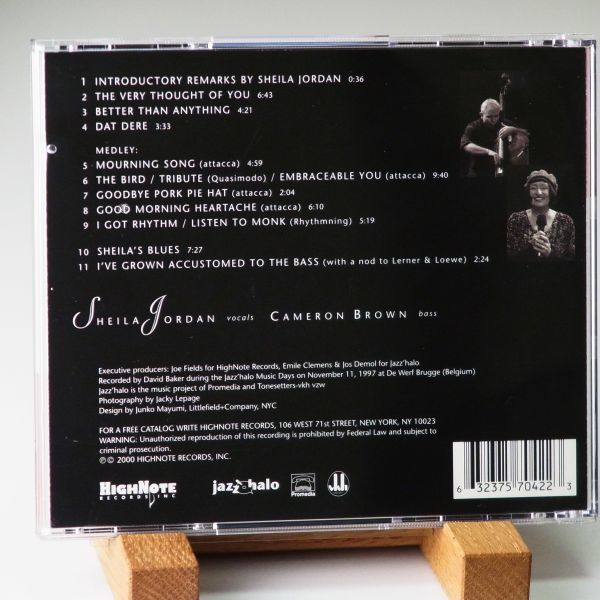 1 INTRODUCTORY REMARKS BY SHEILA JORDAN 0:36
2 THE VERY THOUGHT OF YOU 6:43
3 BETTER THAN ANYTHING 4:21
4 DAT DERE 3:33
MEDLEY:
5 MOURNING SONG (attacca) 4:59
6 THE BIRD / TRIBUTE (Quasimodo) / EMBRACEABLE YOU (attacca) 9:40
7 GOODBYE PORK PIE HAT (attacca) 2:04
8 GOOD MORNING HEARTACHE (attacca) 6:10
9 I GOT RHYTHM / LISTEN TO MONK (Rhythmning) 5:19
10 SHEILA'S BLUES 7:27
11 I'VE GROWN ACCUSTOMED TO THE BASS (with a nod to Lerner & Loewe) 2:24
SHEILA JORDAN vocals CAMERON BROWN bass
Executive producers: Joe Fields for HighNote Records, Emile Clemens & Jos Demol for Jazz'halo
Recorded by David Baker during the Jazz'halo Music Days on November 11, 1997 at De Werf Brugge (Belgium)
Jazz'halo is the music project of Promedia and Tonesetters-vkh vzw
Photography by Jacky Lepage
Design by Junko Mayumi, Littlefield+Company, NYC
FOR A FREE CATALOG WRITE HIGHNOTE RECORDS, 106 WEST 71st STREET, NEW YORK, NY 10023
WARNING: Unauthorized reproduction of this recording is prohibited by Federal Law and subject to
criminal prosecution.
℗© 2000 HIGHNOTE RECORDS, INC.
HIGHNOTE
RECORDS, INC
jazz'halo
Promedia
6 32375 70422 3